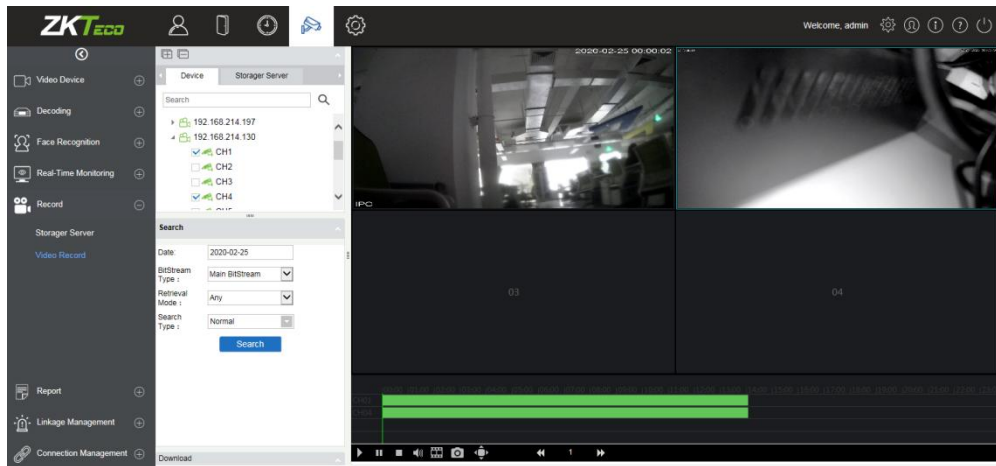 ZKTeco
Welcome, admin
Video Device
Decoding
Face Recognition
Real-Time Monitoring
Record
Storager Server
Video Record
Report
Linkage Management
Connection Management
Device
Storager Server
Search
192.168.214.197
192.168.214.130
CH1
CH2
CH3
CH4
Search
Date:
2020-02-25
BitStream Type :
Main BitStream
Retrieval Mode :
Any
Search Type :
Normal
Search
Download
2020-02-25 00:00:02
IPC
03
04
CH04
1